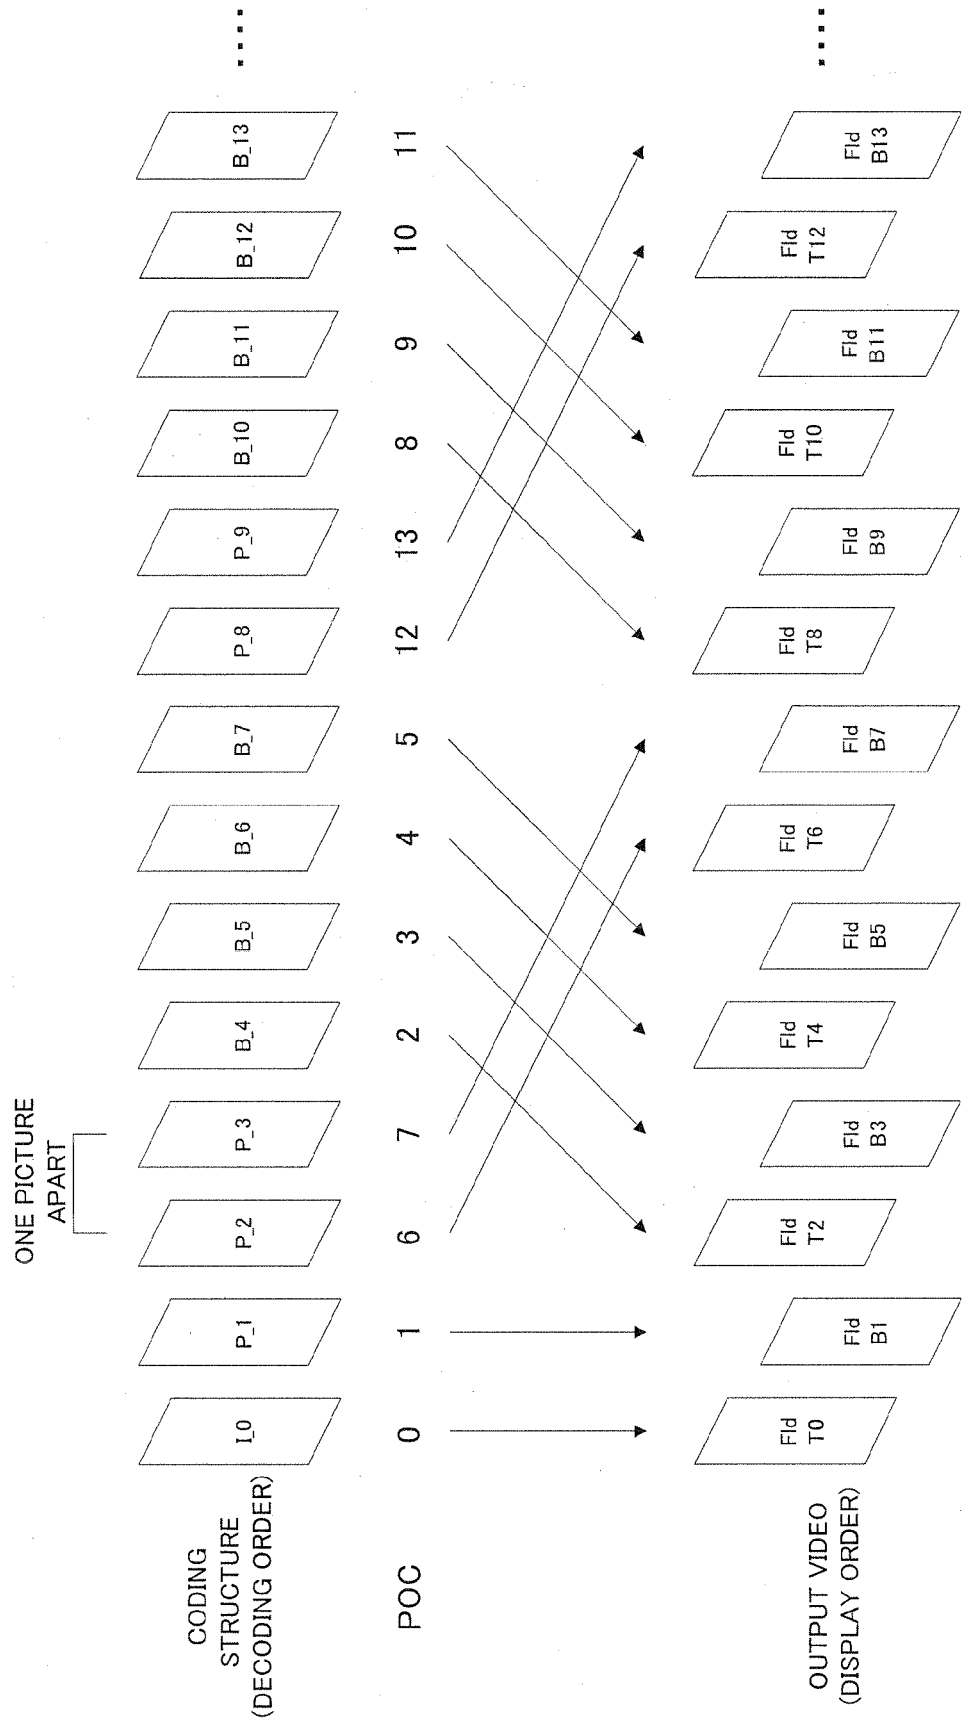 ONE PICTURE
APART
CODING
STRUCTURE
(DECODING ORDER)
I_0
P_1
P_2
P_3
B_4
B_5
B_6
B_7
P_8
P_9
B_10
B_11
B_12
B_13
....
POC
0
1
6
7
2
3
4
5
12
13
8
9
10
11
OUTPUT VIDEO
(DISPLAY ORDER)
Fld
T0
Fld
B1
Fld
T2
Fld
B3
Fld
T4
Fld
B5
Fld
T6
Fld
B7
Fld
T8
Fld
B9
Fld
T10
Fld
B11
Fld
T12
Fld
B13
....